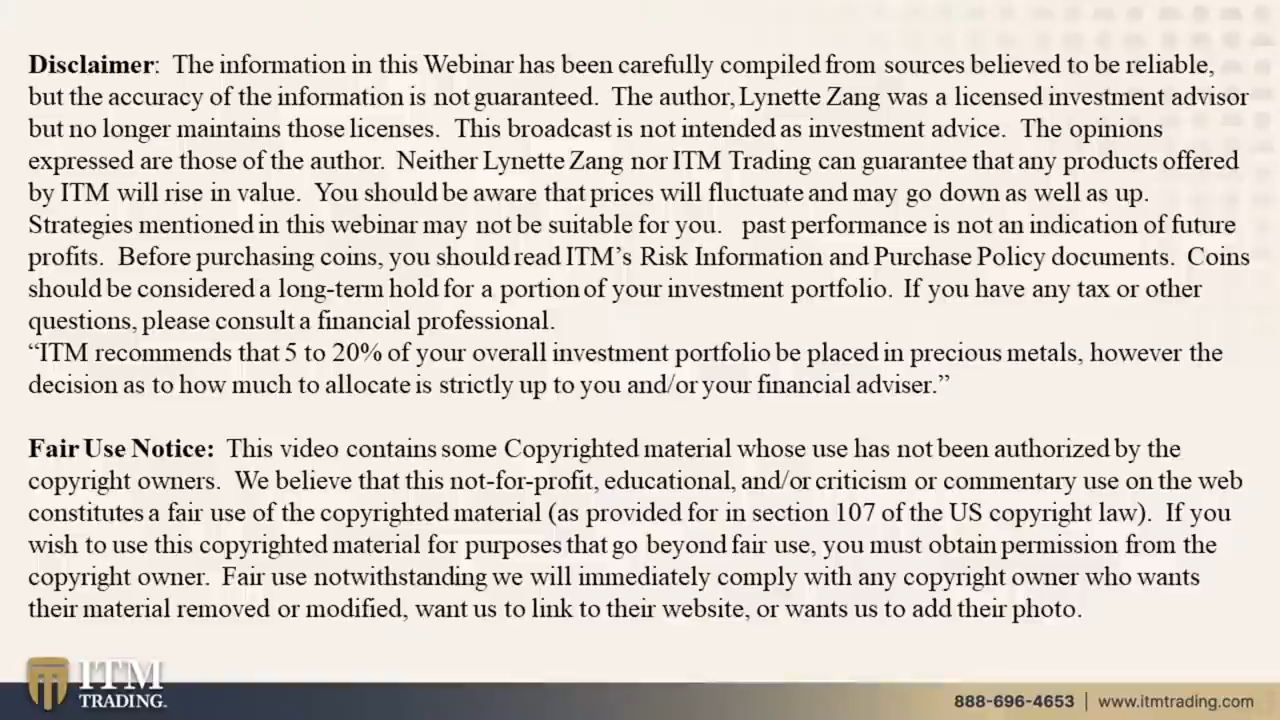 Disclaimer: The information in this Webinar has been carefully compiled from sources believed to be reliable,
but the accuracy of the information is not guaranteed. The author, Lynette Zang was a licensed investment advisor
but no longer maintains those licenses. This broadcast is not intended as investment advice. The opinions
expressed are those of the author. Neither Lynette Zang nor ITM Trading can guarantee that any products offered
by ITM will rise in value. You should be aware that prices will fluctuate and may go down as well as up.
Strategies mentioned in this webinar may not be suitable for you. past performance is not an indication of future
profits. Before purchasing coins, you should read ITM's Risk Information and Purchase Policy documents. Coins
should be considered a long-term hold for a portion of your investment portfolio. If you have any tax or other
questions, please consult a financial professional.
“ITM recommends that 5 to 20% of your overall investment portfolio be placed in precious metals, however the
decision as to how much to allocate is strictly up to you and/or your financial adviser.”
Fair Use Notice: This video contains some Copyrighted material whose use has not been authorized by the
copyright owners. We believe that this not-for-profit, educational, and/or criticism or commentary use on the web
constitutes a fair use of the copyrighted material (as provided for in section 107 of the US copyright law). If you
wish to use this copyrighted material for purposes that go beyond fair use, you must obtain permission from the
copyright owner. Fair use notwithstanding we will immediately comply with any copyright owner who wants
their material removed or modified, want us to link to their website, or wants us to add their photo.
ITM
TRADING.
888-696-4653 | www.itmtrading.com